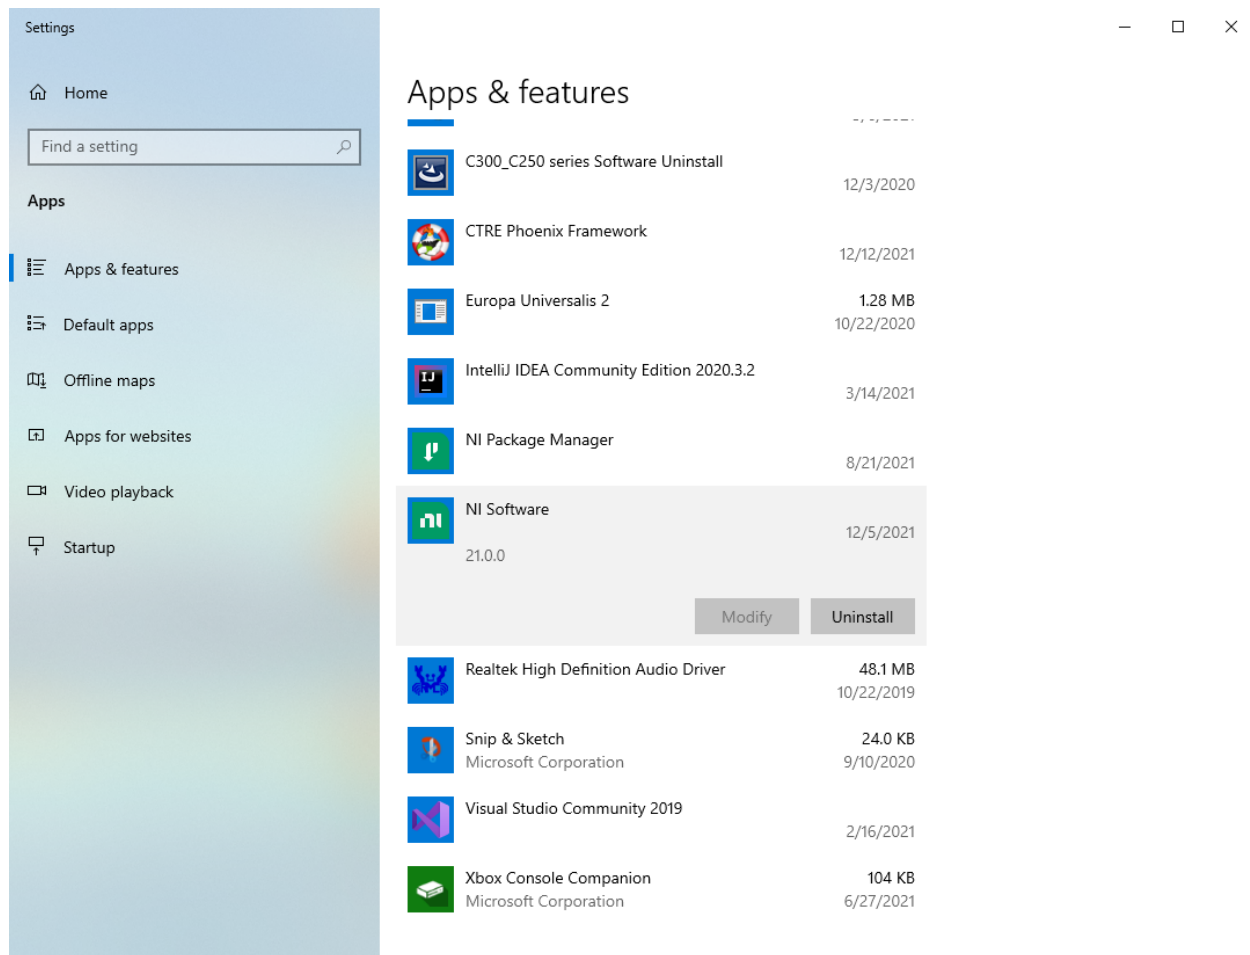 Settings
Home
Find a setting
Apps
Apps & features
Default apps
Offline maps
Apps for websites
Video playback
Startup
Apps & features
C300_C250 series Software Uninstall
12/3/2020
CTRE Phoenix Framework
12/12/2021
Europa Universalis 2 1.28 MB
10/22/2020
IntelliJ IDEA Community Edition 2020.3.2
3/14/2021
NI Package Manager
8/21/2021
NI Software
12/5/2021
21.0.0
Modify Uninstall
Realtek High Definition Audio Driver 48.1 MB
10/22/2019
Snip & Sketch 24.0 KB
Microsoft Corporation 9/10/2020
Visual Studio Community 2019
2/16/2021
Xbox Console Companion 104 KB
Microsoft Corporation 6/27/2021